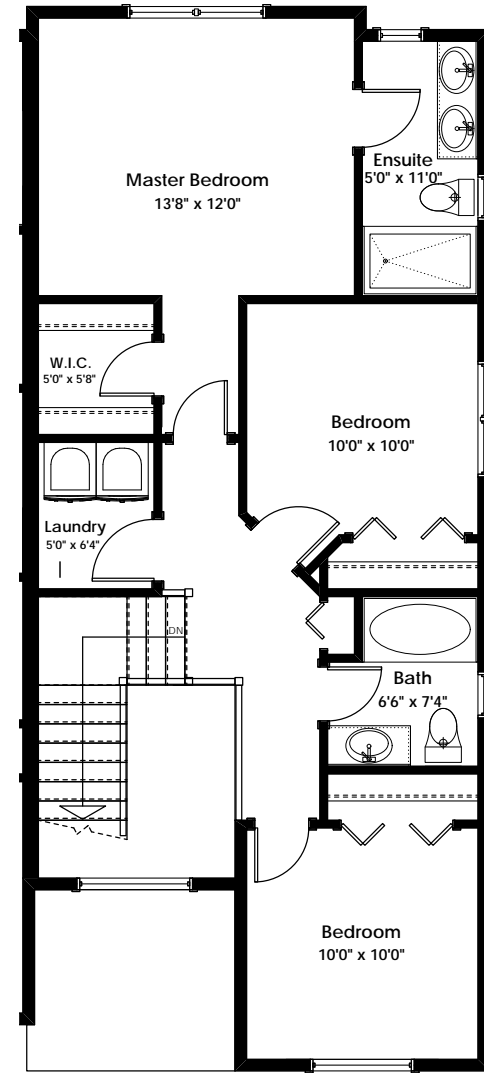 Master Bedroom
13'8" x 12'0"
Ensuite
5'0" x 11'0"
W.I.C.
5'0" x 5'8"
Bedroom
10'0" x 10'0"
Laundry
5'0" x 6'4"
DN
Bath
6'6" x 7'4"
Bedroom
10'0" x 10'0"